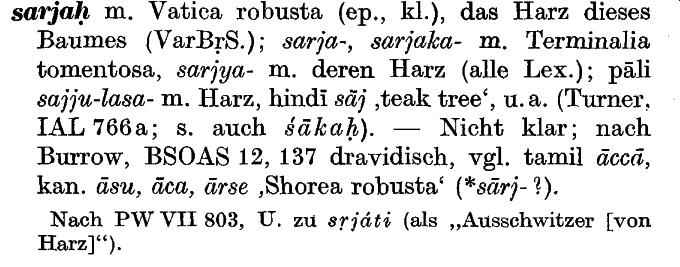 sarjaḥ m. Vatica robusta (ep., kl.), das Harz dieses
Baumes (VarBṛS.); sarja-, sarjaka- m. Terminalia
tomentosa, sarjya- m. deren Harz (alle Lex.); pāli
sajju-lasa- m. Harz, hindī sāj ‚teak tree‘, u. a. (Turner,
IAL 766a; s. auch śākaḥ). — Nicht klar; nach
Burrow, BSOAS 12, 137 dravidisch, vgl. tamil āccā,
kan. āsu, āca, ārse ‚Shorea robusta‘ (*sārj- ?).
Nach PW VII 803, U. zu sṛjáti (als „Ausschwitzer [von
Harz]“).